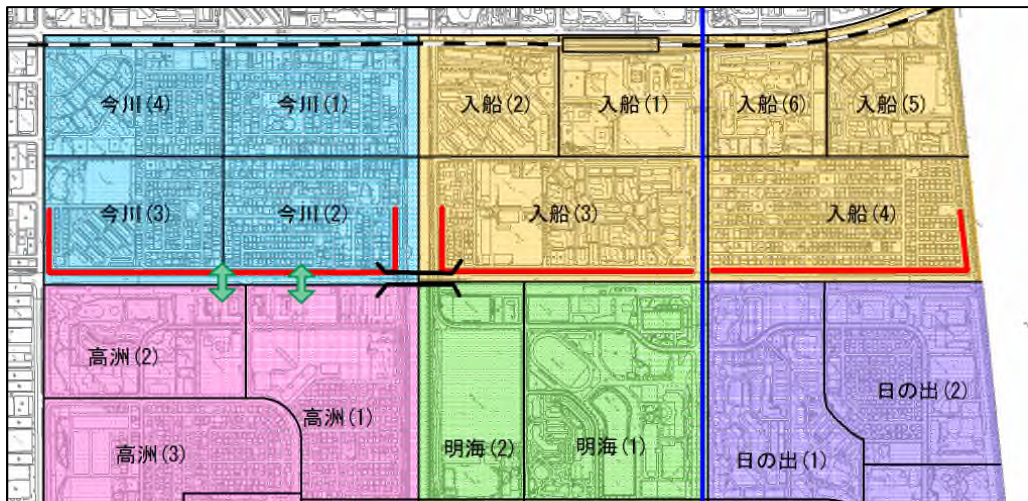 今川(4)
今川(1)
入船(2)
入船(1)
入船(6)
入船(5)
今川(3)
今川(2)
入船(3)
入船(4)
高洲(2)
高洲(1)
高洲(3)
明海(2)
明海(1)
日の出(2)
日の出(1)